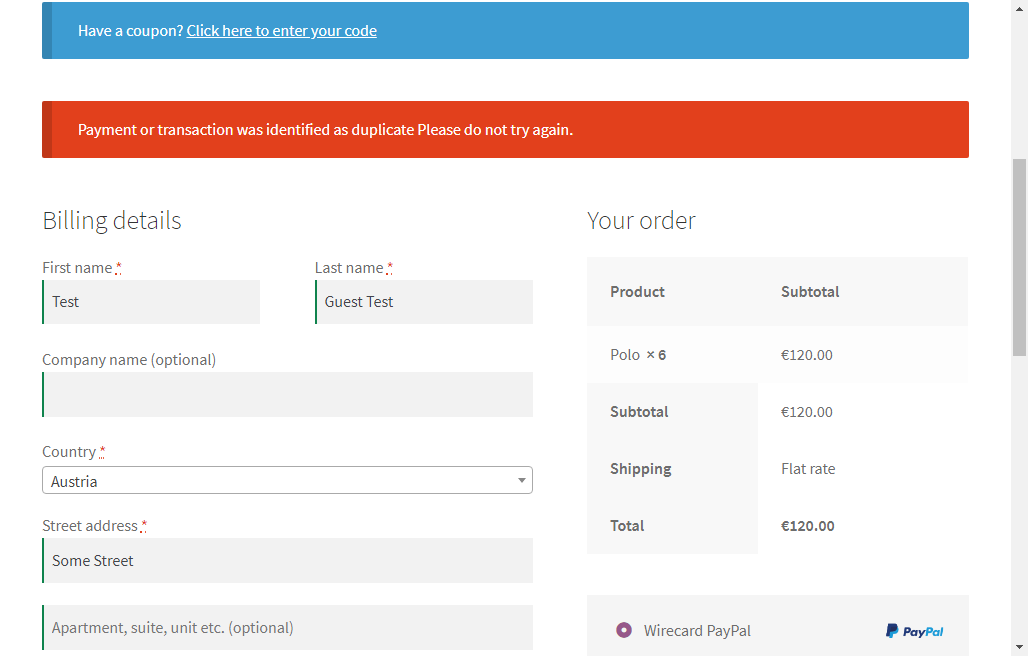 Have a coupon? Click here to enter your code
Payment or transaction was identified as duplicate Please do not try again.
Billing details
First name *
Last name *
Test
Guest Test
Company name (optional)
Country *
Austria
Street address *
Some Street
Apartment, suite, unit etc. (optional)
Your order
Product Subtotal
Polo × 6 €120.00
Subtotal €120.00
Shipping Flat rate
Total €120.00
Wirecard PayPal PayPal